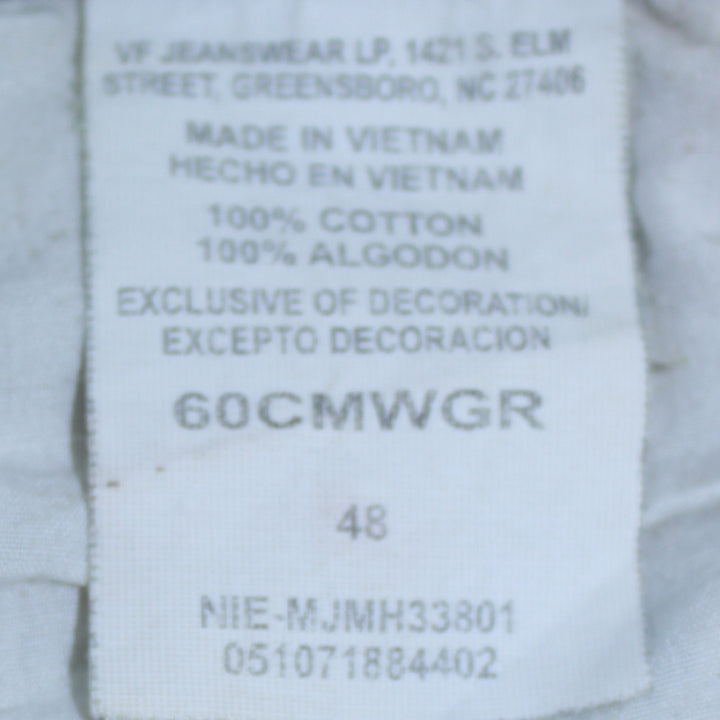 VF JEANSWEAR LP, 1421 S. ELM
STREET, GREENSBORO, NC 27406
MADE IN VIETNAM
HECHO EN VIETNAM
100% COTTON
100% ALGODON
EXCLUSIVE OF DECORATION/
EXCEPTO DECORACION
60CMWGR
48
NIE-MJMH33801
051071884402